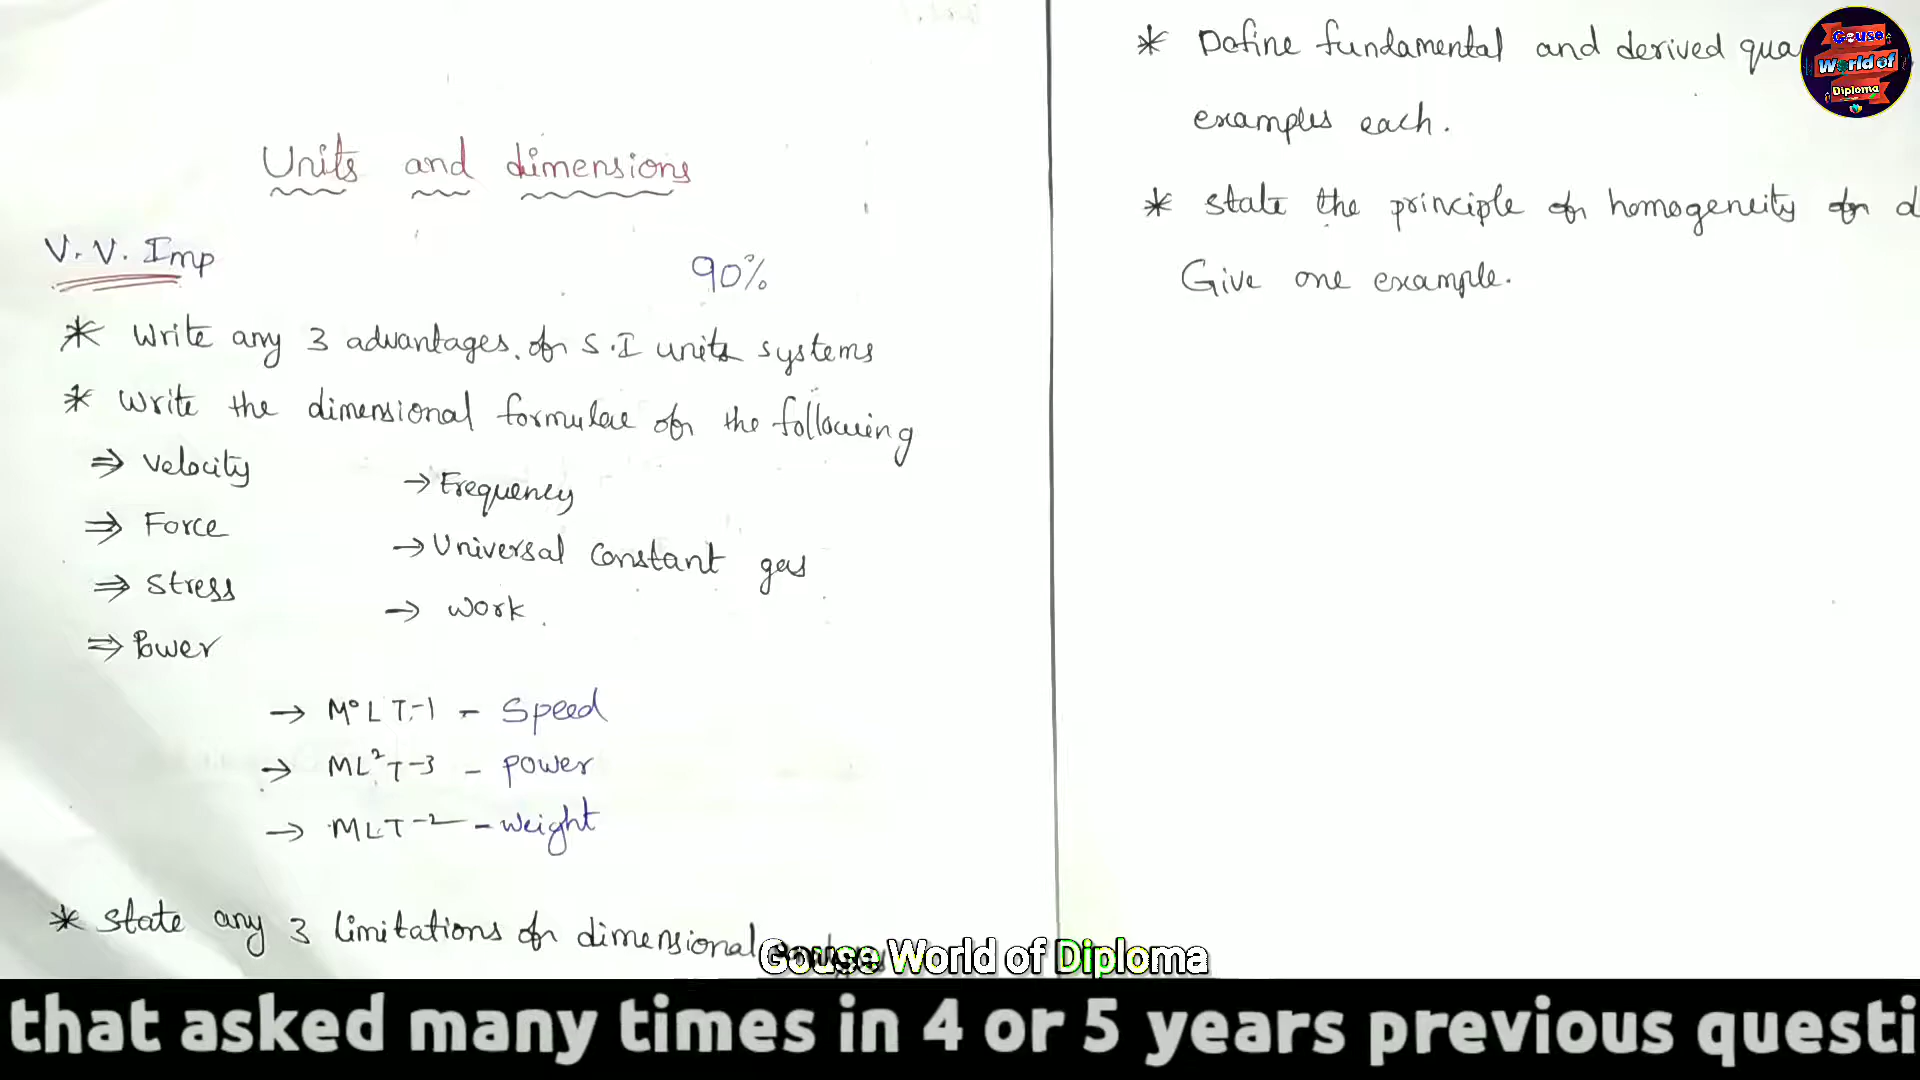 Units and dimensions
V. V. Imp
90%
* Write any 3 advantages of S.I units systems
* Write the dimensional formulae of the following
⇒ Velocity
→ Frequency
⇒ Force
→ Universal constant gas
⇒ Stress
→ Work.
⇒ Power
→ M⁰LT-1 - Speed
→ ML²T-3 - power
→ MLT-2 - weight
* State any 3 limitations of dimensional
* Define fundamental and derived qua
examples each.
* State the principle of homogeneity of d
Give one example.
Gouse
World of
Diploma
Gouse World of Diploma
that asked many times in 4 or 5 years previous questi